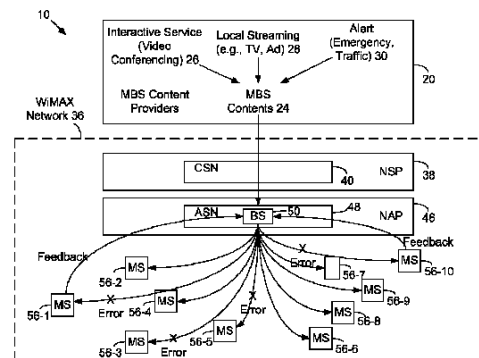 10
Interactive Service
(Video
Conferencing) 26
Local Streaming
(e.g., TV, Ad) 28
Alert
(Emergency,
Traffic) 30
20
MBS Content
Providers
MBS
Contents 24
WiMAX
Network 36
CSN
40
NSP
38
ASN
BS
50
48
NAP
46
Feedback
X
Feedback
56-2
MS
Error
56-7
MS
56-10
MS
56-1
X
Error
56-4
MS
X
Error
MS
56-9
56-3
MS
X
Error
56-5
MS
MS
56-8
MS
56-6